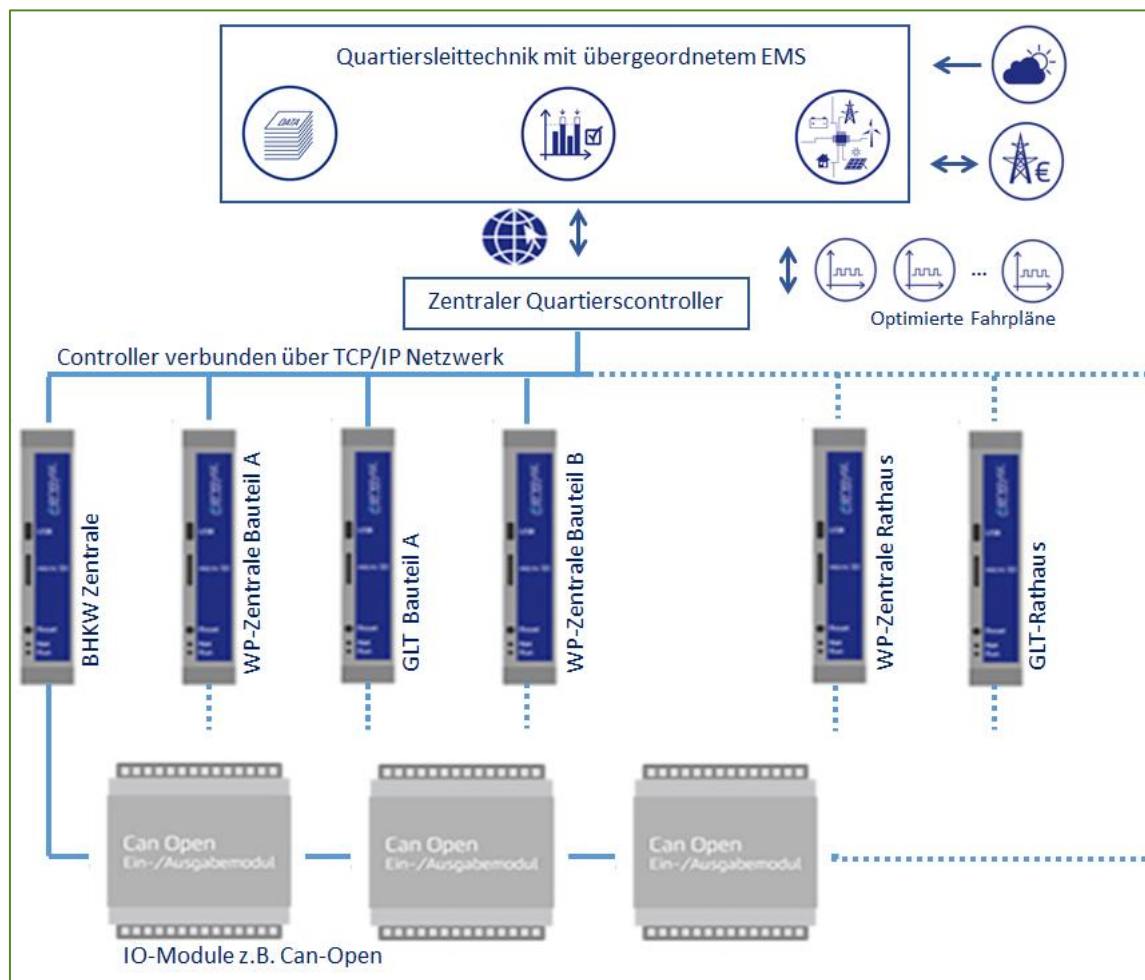 Quartiersleittechnik mit übergeordnetem EMS
DATA
€
Zentraler Quartierscontroller
...
Optimierte Fahrpläne
Controller verbunden über TCP/IP Netzwerk
BHKW Zentrale
WP-Zentrale Bauteil A
GLT Bauteil A
WP-Zentrale Bauteil B
WP-Zentrale Rathaus
GLT-Rathaus
Can Open
Ein-/Ausgabemodul
Can Open
Ein-/Ausgabemodul
Can Open
Ein-/Ausgabemodul
IO-Module z.B. Can-Open